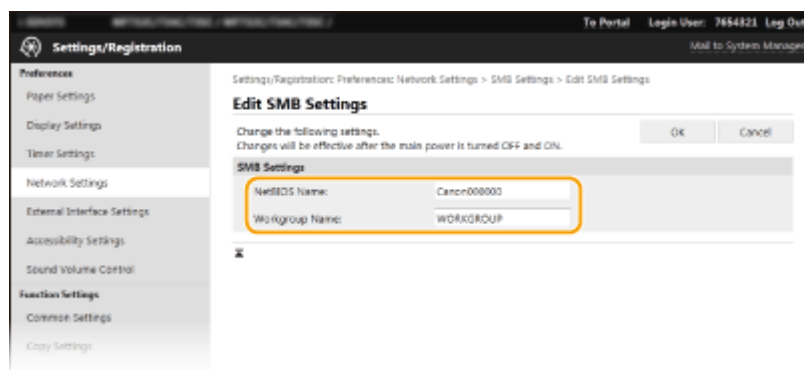 To Portal Login User: 7654321 Log Out
Settings/Registration
Mail to System Manager
Preferences
Paper Settings
Display Settings
Timer Settings
Network Settings
External Interface Settings
Accessibility Settings
Sound Volume Control
Function Settings
Common Settings
Copy Settings
Settings/Registration: Preferences: Network Settings > SMB Settings > Edit SMB Settings
Edit SMB Settings
Change the following settings.
Changes will be effective after the main power is turned OFF and ON.
OK Cancel
SMB Settings
NetBIOS Name: Canon000000
Workgroup Name: WORKGROUP